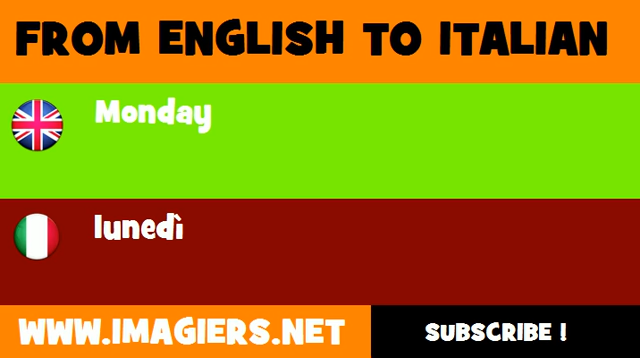 FROM ENGLISH TO ITALIAN
Monday
lunedì
WWW.IMAGIERS.NET
SUBSCRIBE !